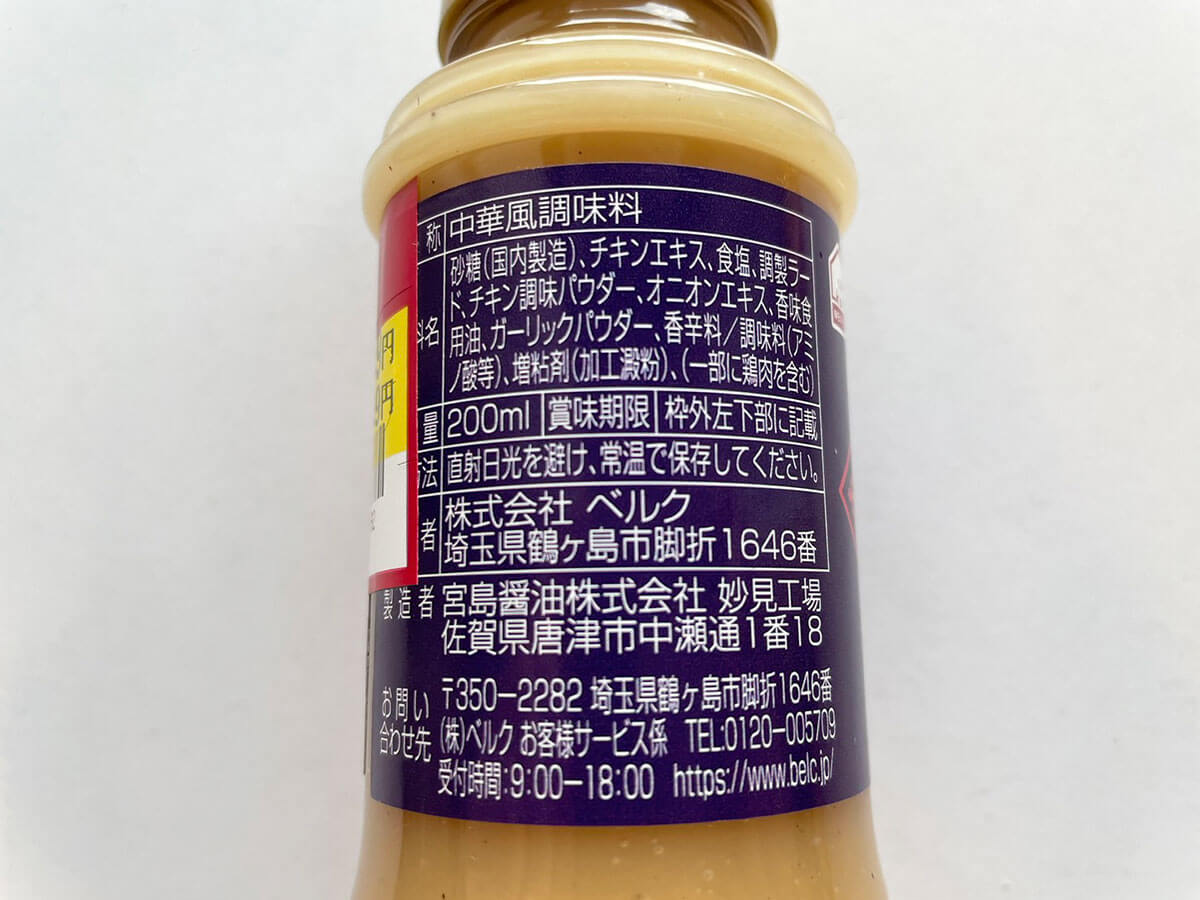 称 中華風調味料
砂糖(国内製造)、チキンエキス、食塩、調製ラー
ド、チキン調味パウダー、オニオンエキス、香味食
料名 用油、ガーリックパウダー、香辛料/調味料(アミ
ノ酸等)、増粘剤(加工澱粉)、(一部に鶏肉を含む)
量 200ml 賞味期限 枠外左下部に記載
方法 直射日光を避け、常温で保存してください。
株式会社 ベルク
者 埼玉県鶴ヶ島市脚折1646番
製造者 宮島醤油株式会社 妙見工場
佐賀県唐津市中瀬通1番18
お問い 〒350-2282 埼玉県鶴ヶ島市脚折1646番
合わせ先 (株)ベルク お客様サービス係 TEL:0120-005709
受付時間:9:00-18:00 https://www.belc.jp/
円
9円